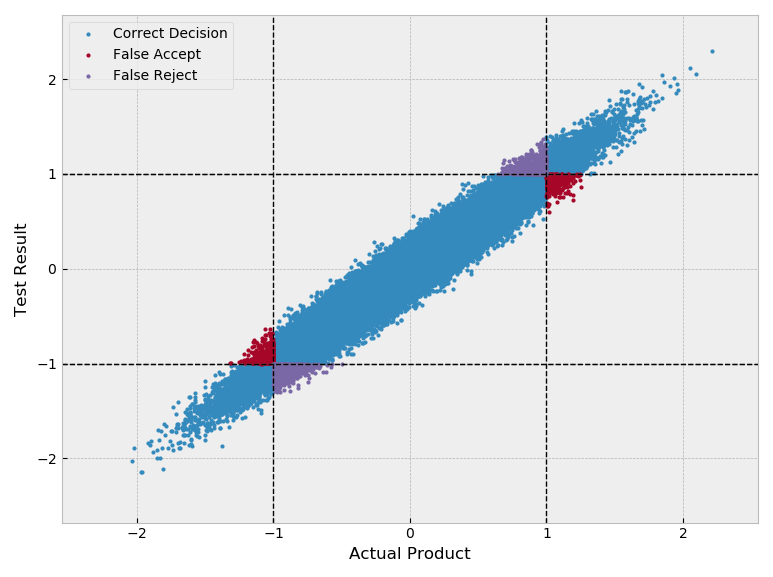 Correct Decision
False Accept
False Reject
2
1
0
−1
−2
Test Result
−2 −1 0 1 2
Actual Product